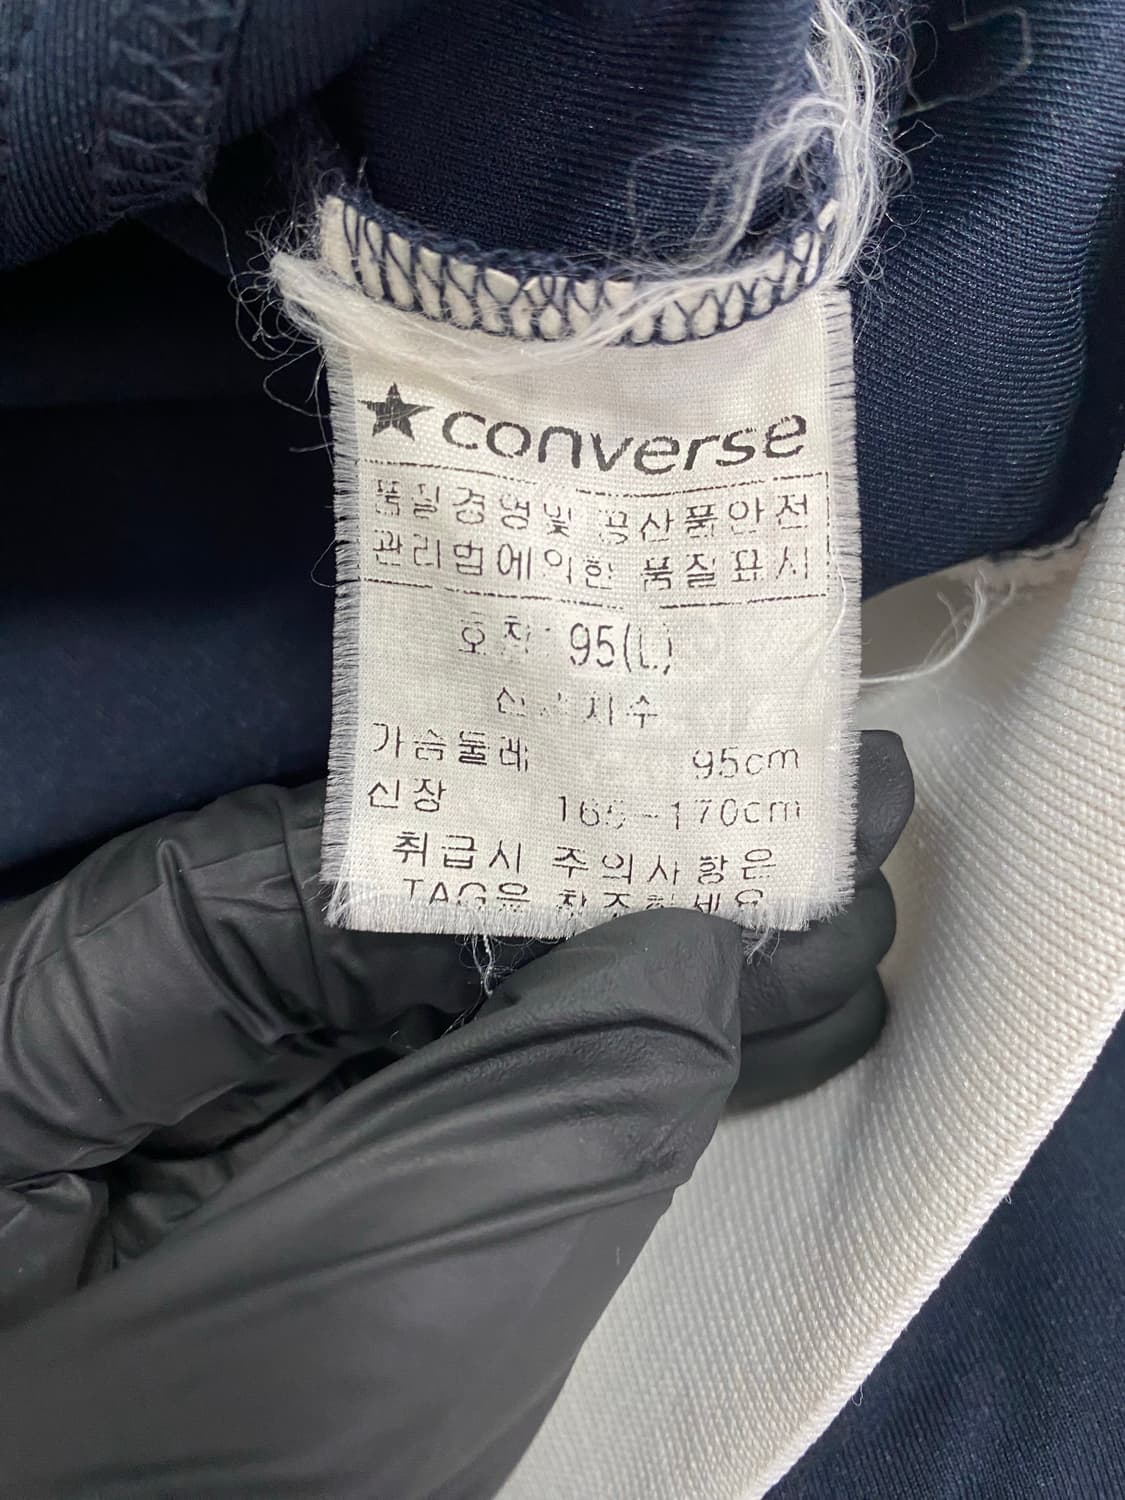 converse
품질경영및 공산품안전
관리법에의한 품질표시
호칭: 95(L)
신체치수
가슴둘레 95cm
신장 165-170cm
취급시 주의사항은
TAG을 참조하세요